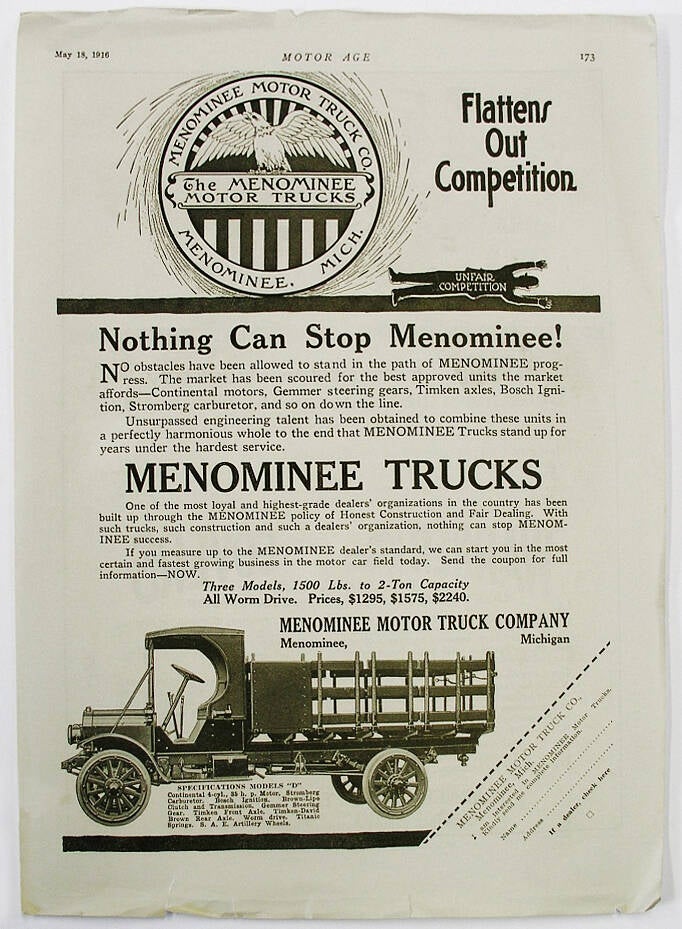 May 18, 1916
MOTOR AGE
173
MENOMINEE MOTOR TRUCK CO.
The MENOMINEE
MOTOR TRUCKS
MENOMINEE, MICH.
Flattens
Out
Competition
UNFAIR
COMPETITION
Nothing Can Stop Menominee!
NO obstacles have been allowed to stand in the path of MENOMINEE prog-
ress. The market has been scoured for the best approved units the market
affords—Continental motors, Gemmer steering gears, Timken axles, Bosch Igni-
tion, Stromberg carburetor, and so on down the line.
Unsurpassed engineering talent has been obtained to combine these units in
a perfectly harmonious whole to the end that MENOMINEE Trucks stand up for
years under the hardest service.
MENOMINEE TRUCKS
One of the most loyal and highest-grade dealers' organizations in the country has been
built up through the MENOMINEE policy of Honest Construction and Fair Dealing. With
such trucks, such construction and such a dealers' organization, nothing can stop MENOM-
INEE success.
If you measure up to the MENOMINEE dealer's standard, we can start you in the most
certain and fastest growing business in the motor car field today. Send the coupon for full
information—NOW.
Three Models, 1500 Lbs. to 2-Ton Capacity
All Worm Drive. Prices, $1295, $1575, $2240.
MENOMINEE MOTOR TRUCK COMPANY
Menominee, Michigan
SPECIFICATIONS MODELS "D"
Continental 4-cyl., 35 h. p. Motor. Stromberg
Carburetor. Bosch Ignition. Brown-Lipe
Clutch and Transmission. Gemmer Steering
Gear. Timken Front Axle. Timken-David
Brown Rear Axle. Worm drive. Titanic
Springs. S. A. E. Artillery Wheels.
MENOMINEE MOTOR TRUCK CO.,
Menominee, Mich.
I am interested in MENOMINEE Motor Trucks.
Kindly send me complete information.
Name
Address
If a dealer, check here